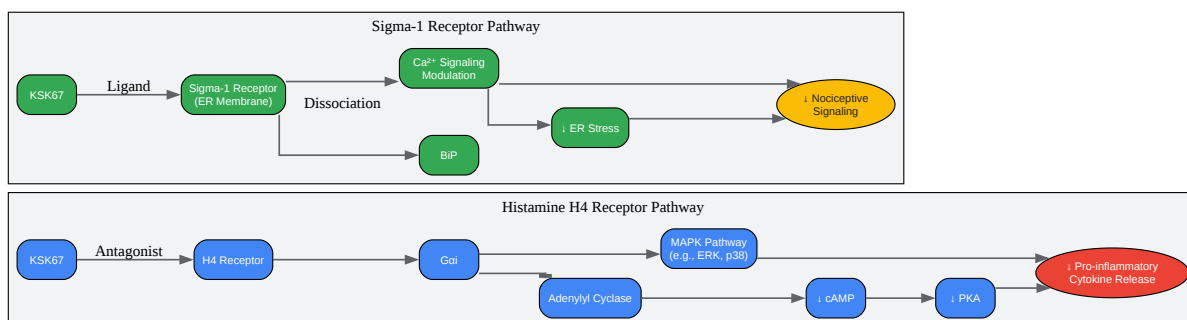 Sigma-1 Receptor Pathway
KSK67
Ligand
Sigma-1 Receptor
(ER Membrane)
Dissociation
Ca²⁺ Signaling
Modulation
BiP
↓ ER Stress
↓ Nociceptive
Signaling
Histamine H4 Receptor Pathway
KSK67
Antagonist
H4 Receptor
Gαi
MAPK Pathway
(e.g., ERK, p38)
Adenylyl Cyclase
↓ cAMP
↓ PKA
↓ Pro-inflammatory
Cytokine Release